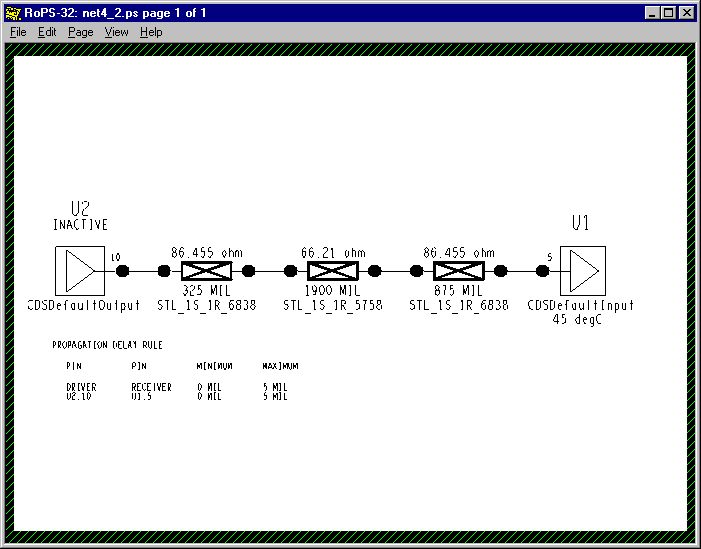 RoPS-32: net4_2.ps page 1 of 1
File Edit Page View Help
U2
INACTIVE
U1
10
86.455 ohm
66.21 ohm
86.455 ohm
5
325 MIL
1900 MIL
875 MIL
CDSDefaultOutput
STL_1S_1R_6838
STL_1S_1R_5758
STL_1S_1R_6838
CDSDefaultInput
45 degC
PROPAGATION DELAY RULE
PIN PIN MINIMUM MAXIMUM
DRIVER RECEIVER 0 MIL 5 MIL
U2.10 U1.5 0 MIL 5 MIL